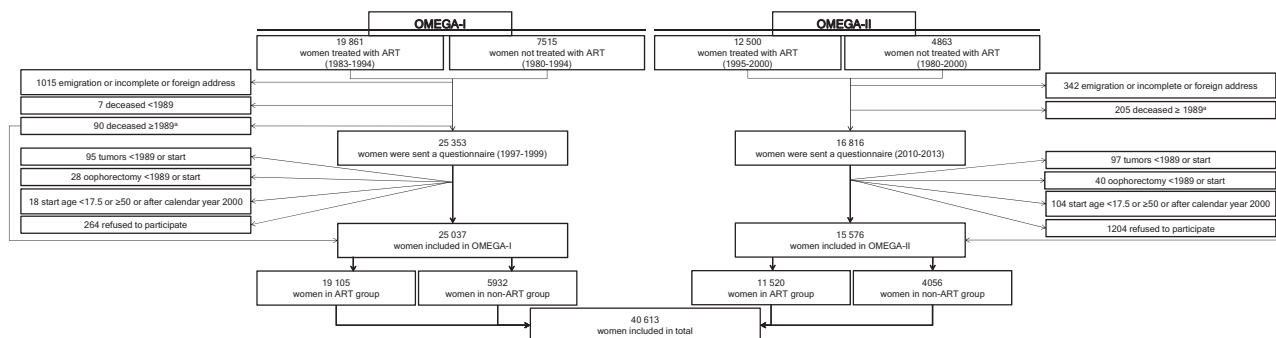 OMEGA-I
19 861
women treated with ART
(1983-1994)
7515
women not treated with ART
(1980-1994)
1015 emigration or incomplete or foreign address
7 deceased <1989
90 deceased ≥1989ᵃ
25 353
women were sent a questionnaire (1997-1999)
95 tumors <1989 or start
28 oophorectomy <1989 or start
18 start age <17.5 or ≥50 or after calendar year 2000
264 refused to participate
25 037
women included in OMEGA-I
19 105
women in ART group
5932
women in non-ART group
OMEGA-II
12 500
women treated with ART
(1995-2000)
4863
women not treated with ART
(1980-2000)
342 emigration or incomplete or foreign address
205 deceased ≥ 1989ᵃ
16 816
women were sent a questionnaire (2010-2013)
97 tumors <1989 or start
40 oophorectomy <1989 or start
104 start age <17.5 or ≥50 or after calendar year 2000
1204 refused to participate
15 576
women included in OMEGA-II
11 520
women in ART group
4056
women in non-ART group
40 613
women included in total